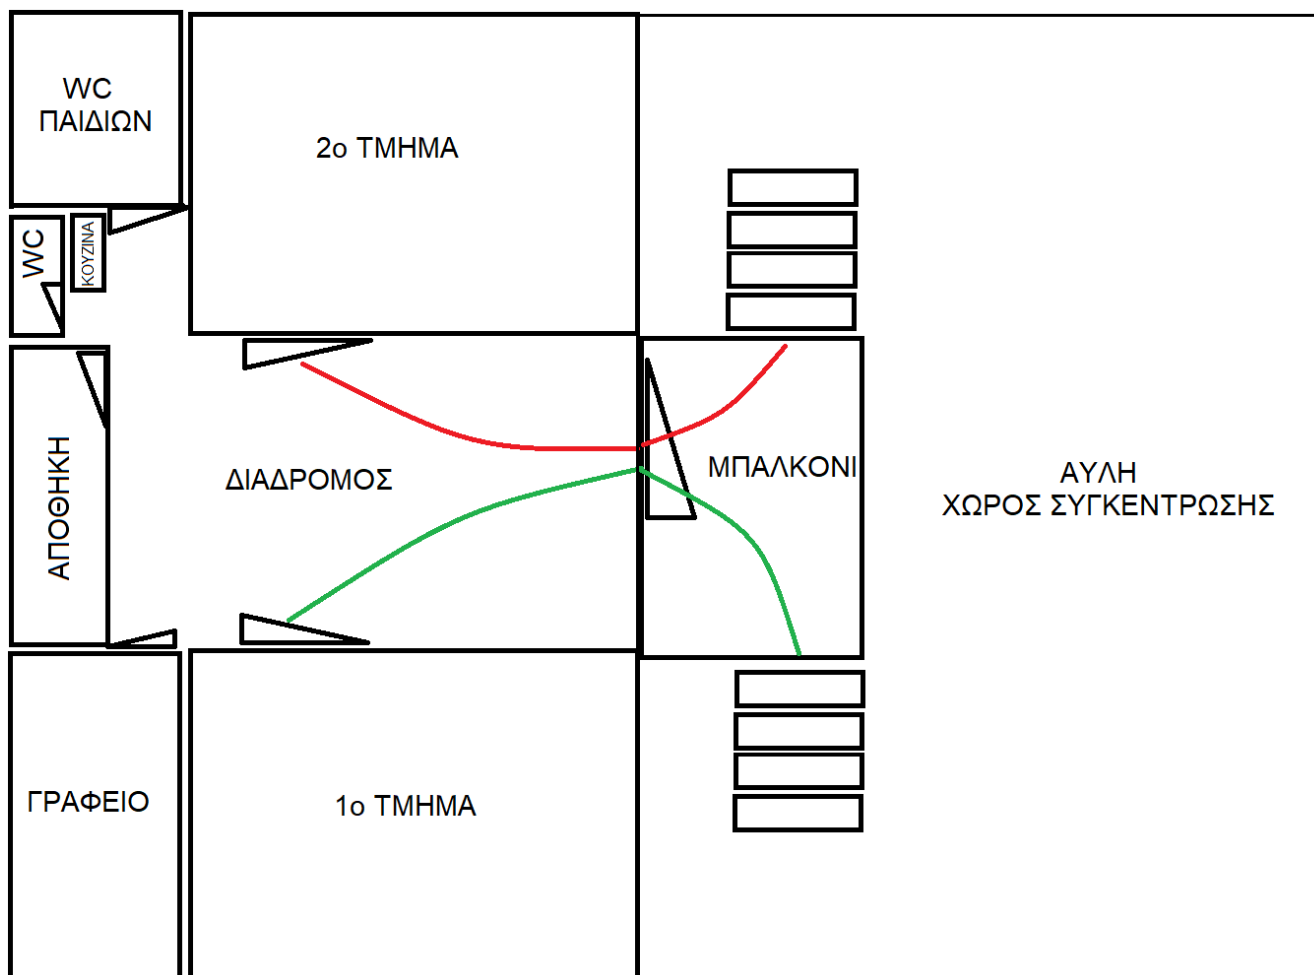 WC
ΠΑΙΔΙΩΝ
2ο ΤΜΗΜΑ
WC
ΚΟΥΖΙΝΑ
ΑΠΟΘΗΚΗ
ΔΙΑΔΡΟΜΟΣ
ΜΠΑΛΚΟΝΙ
ΑΥΛΗ
ΧΩΡΟΣ ΣΥΓΚΕΝΤΡΩΣΗΣ
ΓΡΑΦΕΙΟ
1ο ΤΜΗΜΑ